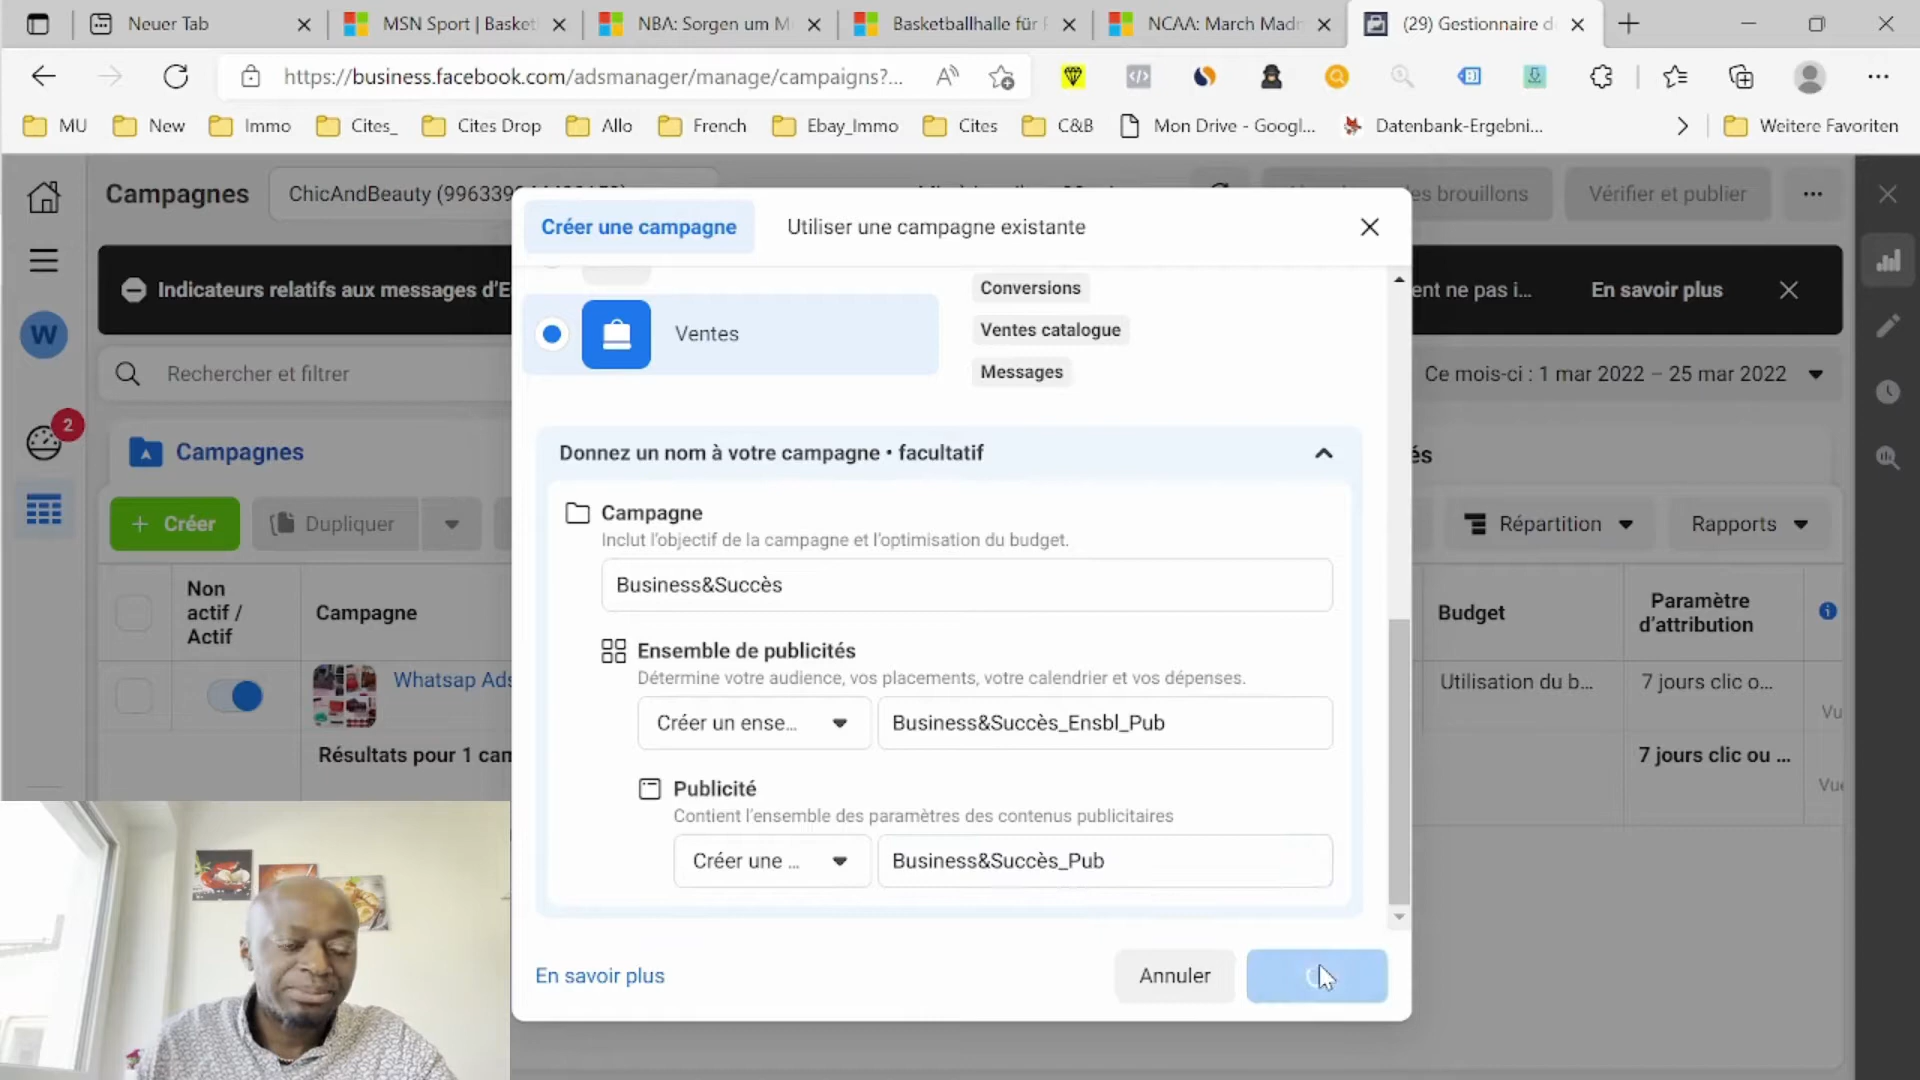 Neuer Tab
MSN Sport | Basket
NBA: Sorgen um M
Basketballhalle für
NCAA: March Mad
(29) Gestionnaire d
https://business.facebook.com/adsmanager/manage/campaigns?...
MU
New
Immo
Cites_
Cites Drop
Allo
French
Ebay_Immo
Cites
C&B
Mon Drive - Googl...
Datenbank-Ergebni...
Weitere Favoriten
Campagnes
ChicAndBeauty
es brouillons
Vérifier et publier
Créer une campagne
Utiliser une campagne existante
Indicateurs relatifs aux messages d'E
ent ne pas i...
En savoir plus
W
Conversions
Ventes
Ventes catalogue
Messages
Rechercher et filtrer
Ce mois-ci : 1 mar 2022 – 25 mar 2022
2
Campagnes
és
Donnez un nom à votre campagne • facultatif
+ Créer
Dupliquer
Répartition
Rapports
Campagne
Inclut l'objectif de la campagne et l'optimisation du budget.
Business&Succès
Non
actif /
Actif
Campagne
Budget
Paramètre
d'attribution
Ensemble de publicités
Détermine votre audience, vos placements, votre calendrier et vos dépenses.
Créer un ense...
Business&Succès_Ensbl_Pub
Whatsap Ads
Utilisation du b...
7 jours clic o...
Vu
Résultats pour 1 cam
7 jours clic ou ...
Vue
Publicité
Contient l'ensemble des paramètres des contenus publicitaires
Créer une ...
Business&Succès_Pub
En savoir plus
Annuler